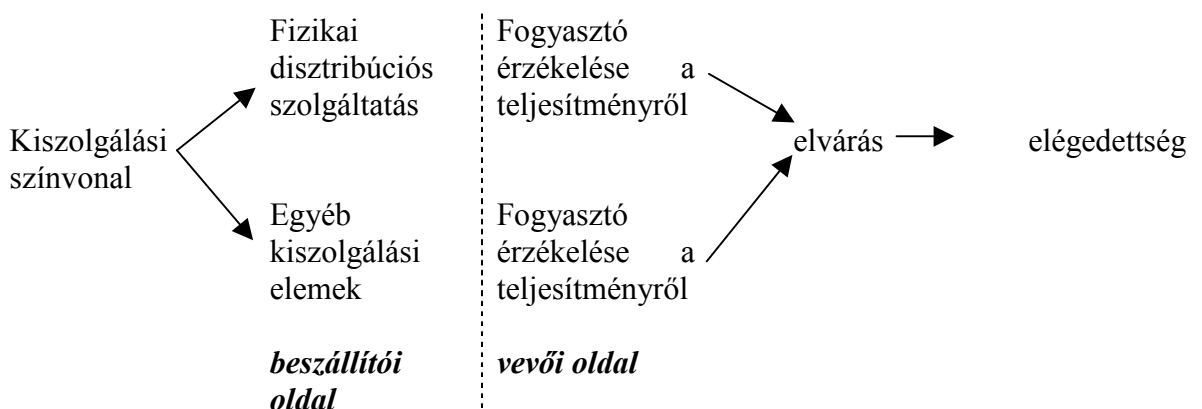 Fizikai
disztribúciós
szolgáltatás
Fogyasztó
érzékelése a
teljesítményről
Kiszolgálási
színvonal
elvárás
elégedettség
Egyéb
kiszolgálási
elemek
Fogyasztó
érzékelése a
teljesítményről
beszállítói
oldal
vevői oldal